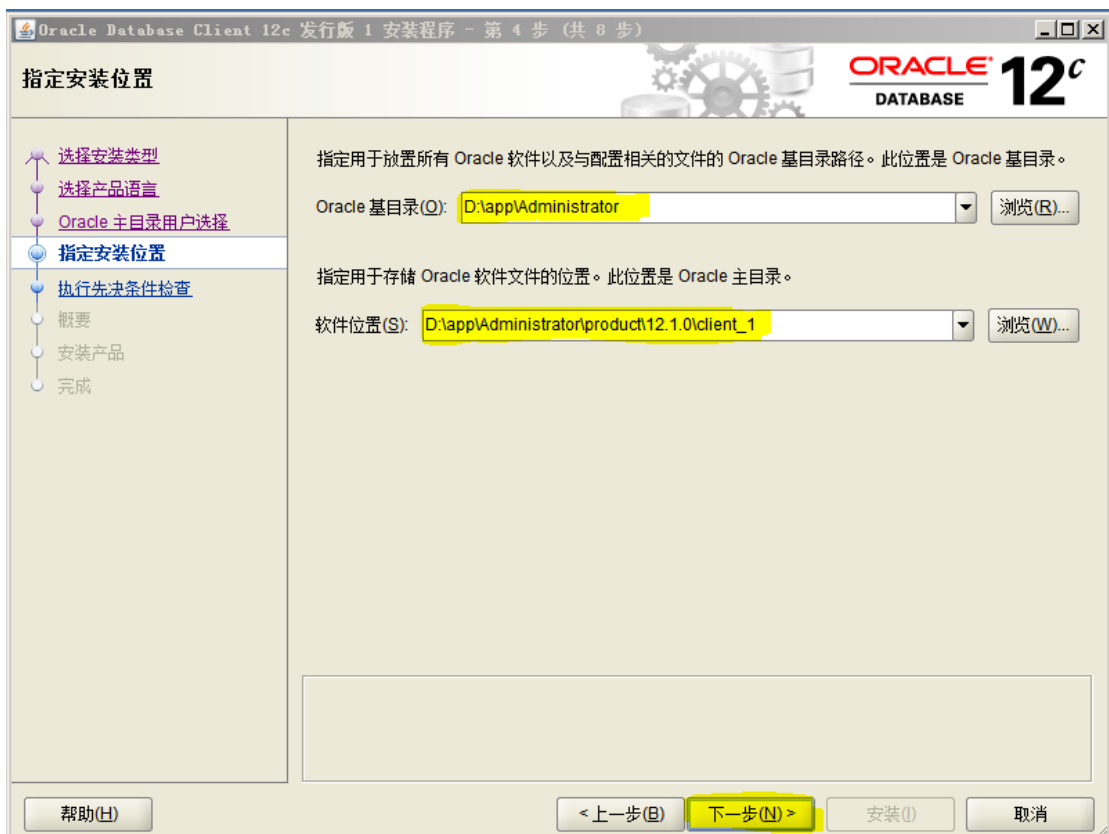 Oracle Database Client 12c 发行版 1 安装程序 - 第 4 步 (共 8 步)
指定安装位置
ORACLE 12c
DATABASE
选择安装类型
选择产品语言
Oracle 主目录用户选择
指定安装位置
执行先决条件检查
概要
安装产品
完成
指定用于放置所有 Oracle 软件以及与配置相关的文件的 Oracle 基目录路径。此位置是 Oracle 基目录。
Oracle 基目录(O): D:\app\Administrator 浏览(R)...
指定用于存储 Oracle 软件文件的位置。此位置是 Oracle 主目录。
软件位置(S): D:\app\Administrator\product\12.1.0\client_1 浏览(W)...
帮助(H) <上一步(B) 下一步(N)> 安装(I) 取消